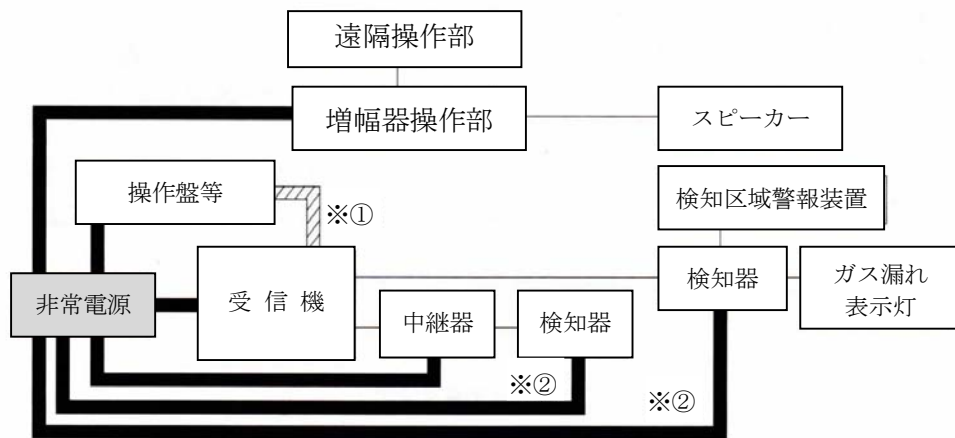 遠隔操作部
増幅器操作部
スピーカー
操作盤等
※①
検知区域警報装置
非常電源
受 信 機
検知器
ガス漏れ
表示灯
中継器
検知器
※②
※②